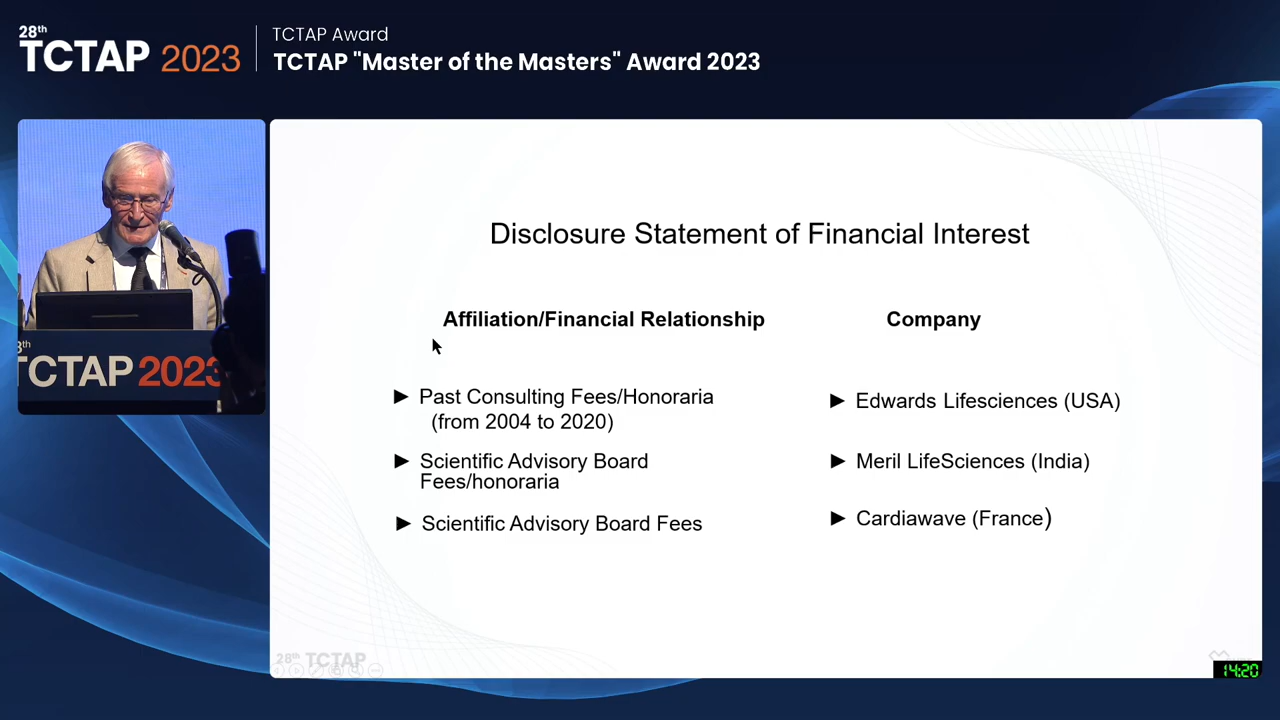 28th
TCTAP 2023
TCTAP Award
TCTAP "Master of the Masters" Award 2023
TCTAP 2023
Disclosure Statement of Financial Interest
Affiliation/Financial Relationship
Company
► Past Consulting Fees/Honoraria
(from 2004 to 2020)
► Edwards Lifesciences (USA)
► Scientific Advisory Board
Fees/honoraria
► Meril LifeSciences (India)
► Scientific Advisory Board Fees
► Cardiawave (France)
28th TCTAP
14:20